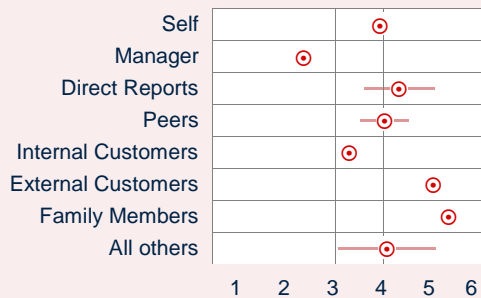 Self
Manager
Direct Reports
Peers
Internal Customers
External Customers
Family Members
All others
1 2 3 4 5 6